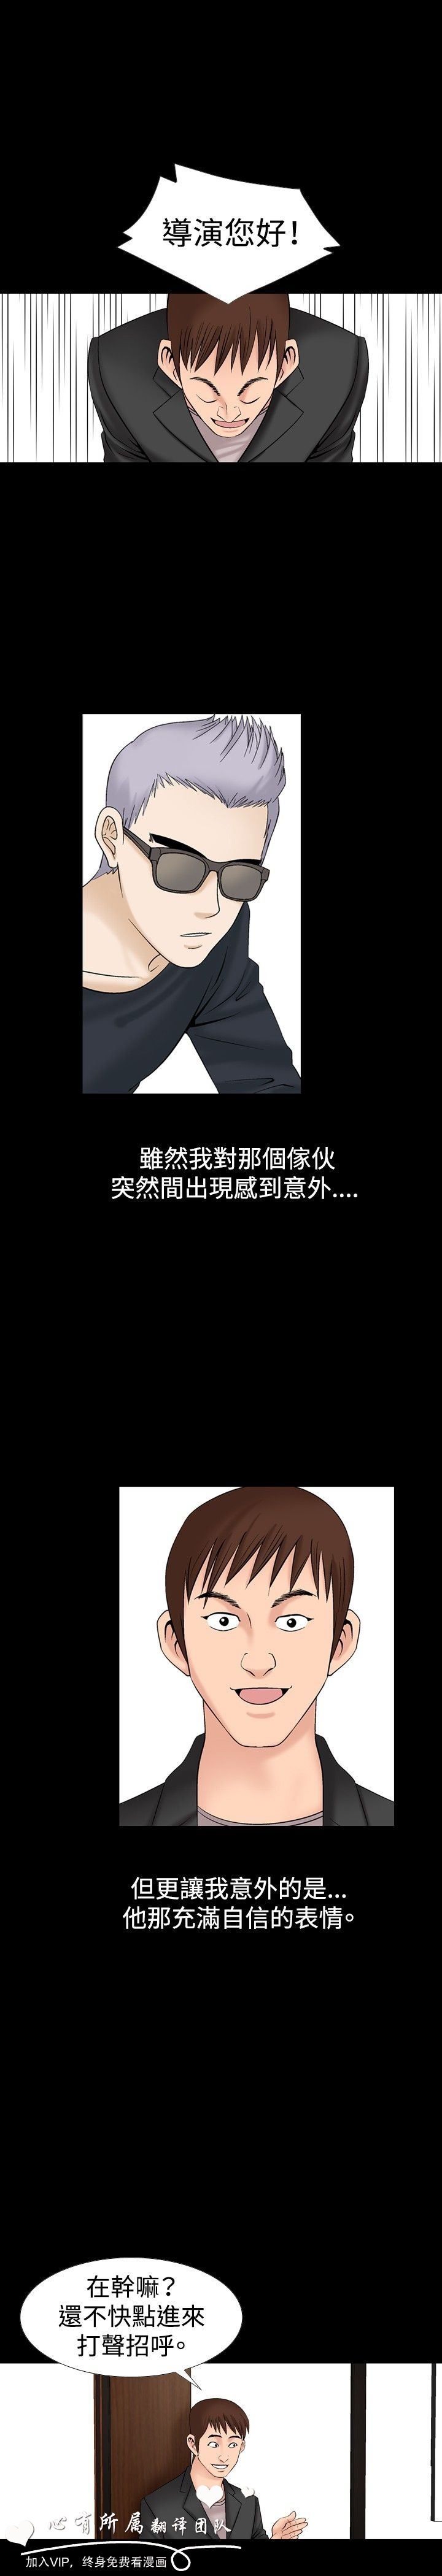 導演您好!
雖然我對那個傢伙
突然間出現感到意外....
但更讓我意外的是...
他那充滿自信的表情。
在幹嘛?
還不快點進來
打聲招呼。
心有所属翻译团队
加入VIP，终身免费看漫画